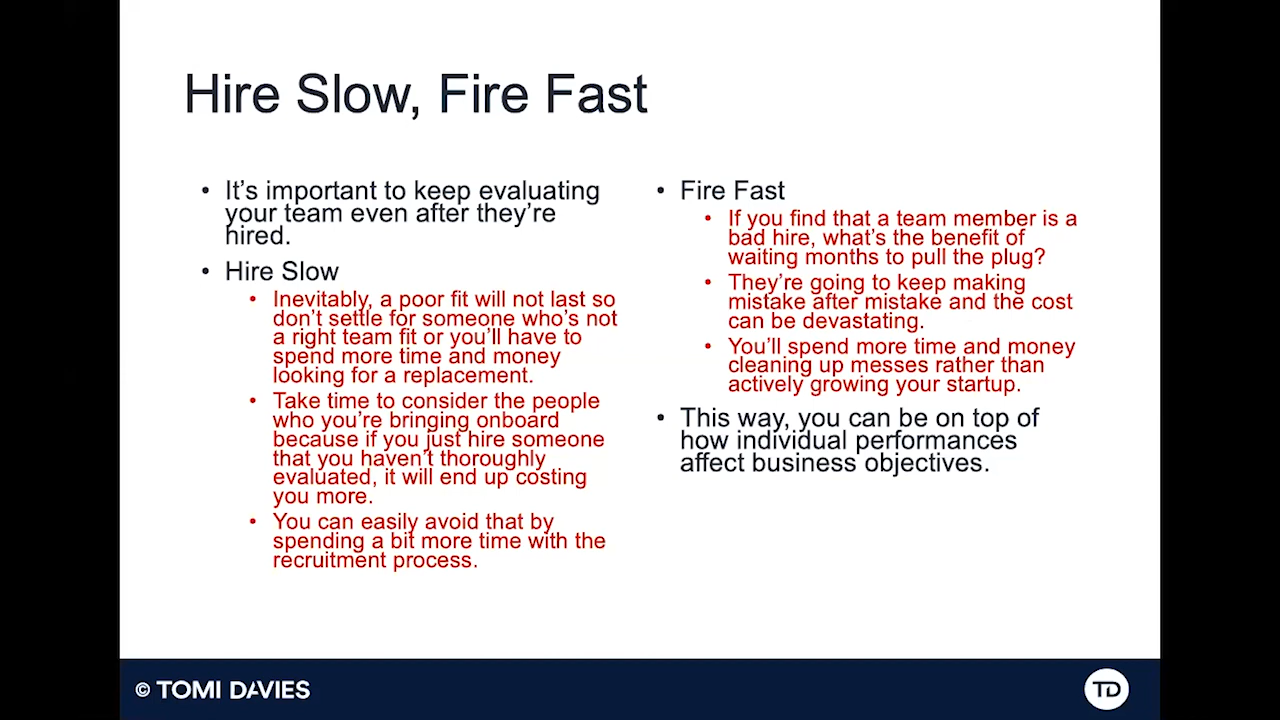 Hire Slow, Fire Fast
• It’s important to keep evaluating
your team even after they’re
hired.
• Hire Slow
• Inevitably, a poor fit will not last so
don’t settle for someone who’s not
a right team fit or you’ll have to
spend more time and money
looking for a replacement.
• Take time to consider the people
who you’re bringing onboard
because if you just hire someone
that you haven’t thoroughly
evaluated, it will end up costing
you more.
• You can easily avoid that by
spending a bit more time with the
recruitment process.
• Fire Fast
• If you find that a team member is a
bad hire, what’s the benefit of
waiting months to pull the plug?
• They’re going to keep making
mistake after mistake and the cost
can be devastating.
• You’ll spend more time and money
cleaning up messes rather than
actively growing your startup.
• This way, you can be on top of
how individual performances
affect business objectives.
© TOMI DAVIES
TD